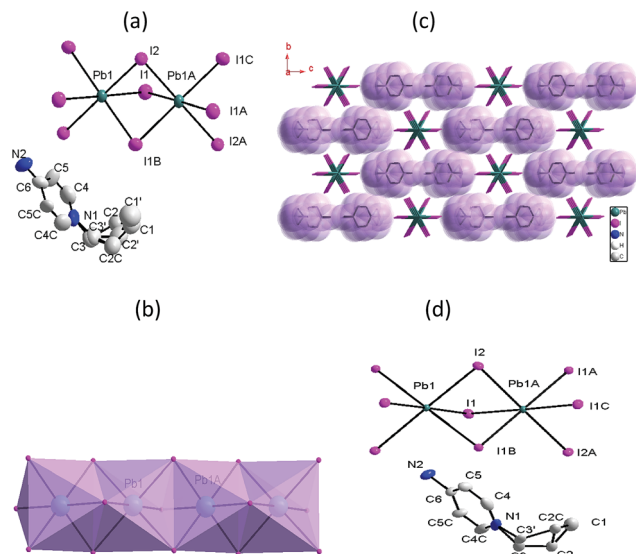 (a)
I2
I1C
Pb1
I1
Pb1A
I1A
N2
I2A
C5
I1B
C6
C4
C5C
N1
C2
C1'
C4C
C3'
C1
C3
C2'
C2C
(c)
b
a
c
Pb
I
N
H
C
(b)
Pb1
Pb1A
(d)
I2
I1A
Pb1
Pb1A
I1
I1C
N2
I1B
I2A
C5
C6
C4
C5C
N1
C2C
C1
C4C
C3'